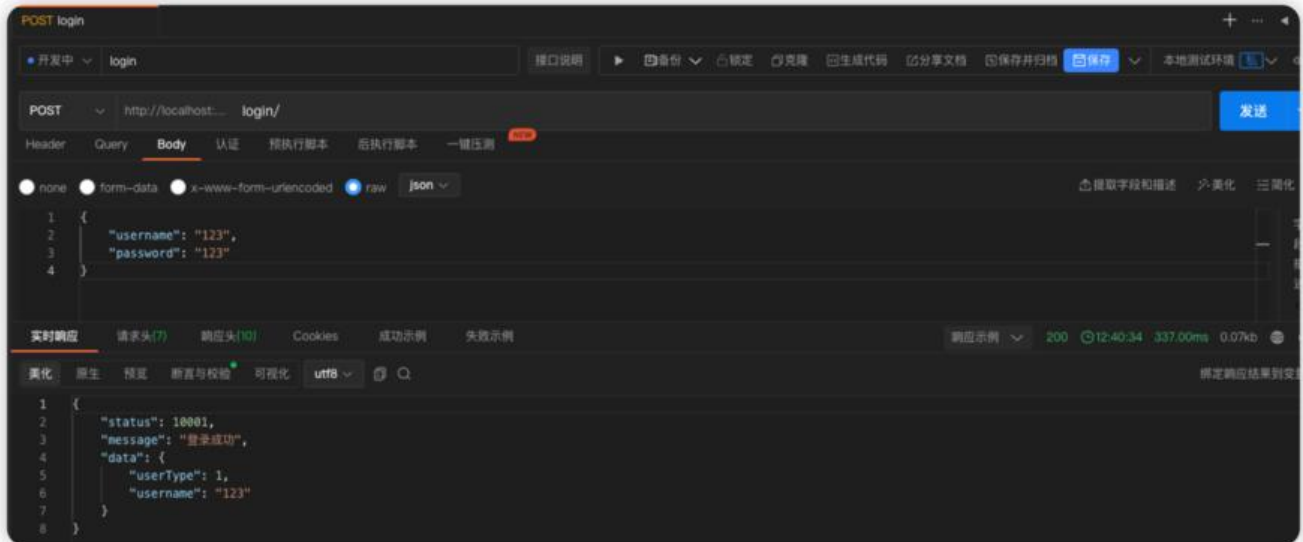 POST login
开发中 login 接口说明 备份 锁定 克隆 生成代码 分享文档 保存并归档 保存 本地测试环境
POST http://localhost:... login/ 发送
Header Query Body 认证 预执行脚本 后执行脚本 一键压测 NEW
none form-data x-www-form-urlencoded raw json 提取字段和描述 美化 简化
1 {
2 "username": "123",
3 "password": "123"
4 }
实时响应 请求头(7) 响应头(10) Cookies 成功示例 失败示例 响应示例 200 12:40:34 337.00ms 0.07kb
美化 原生 预览 断言与校验 可视化 utf8 绑定响应结果到变
1 {
2 "status": 10001,
3 "message": "登录成功",
4 "data": {
5 "userType": 1,
6 "username": "123"
7 }
8 }